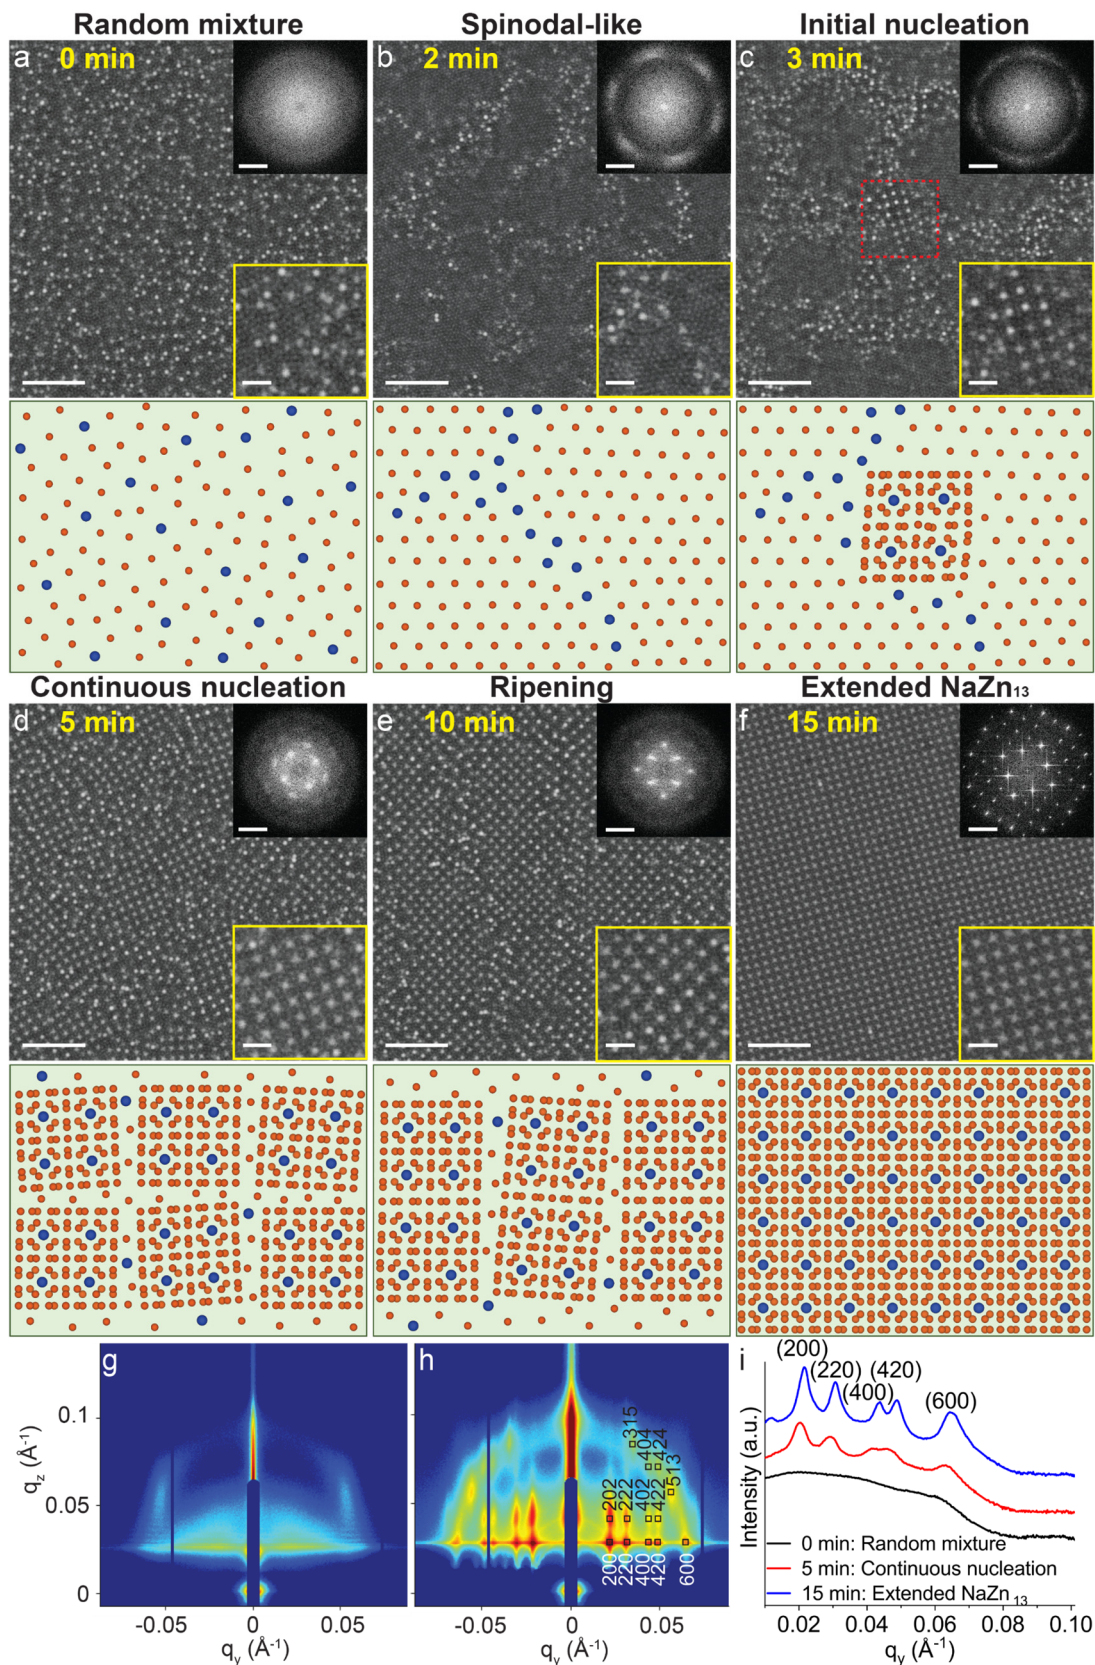 Random mixture
Spinodal-like
Initial nucleation
a
0 min
b
2 min
c
3 min
Continuous nucleation
Ripening
Extended NaZn₁₃
d
5 min
e
10 min
f
15 min
g
h
i
q_z (Å⁻¹)
0.1
0.05
0
-0.05
0
0.05
q_y (Å⁻¹)
315
404
424
513
202
222
402
422
200
220
400
420
600
-0.05
0
0.05
q_y (Å⁻¹)
Intensity (a.u.)
(200)
(220)
(400)
(420)
(600)
0 min: Random mixture
5 min: Continuous nucleation
15 min: Extended NaZn₁₃
0.02
0.04
0.06
0.08
0.10
q_y (Å⁻¹)